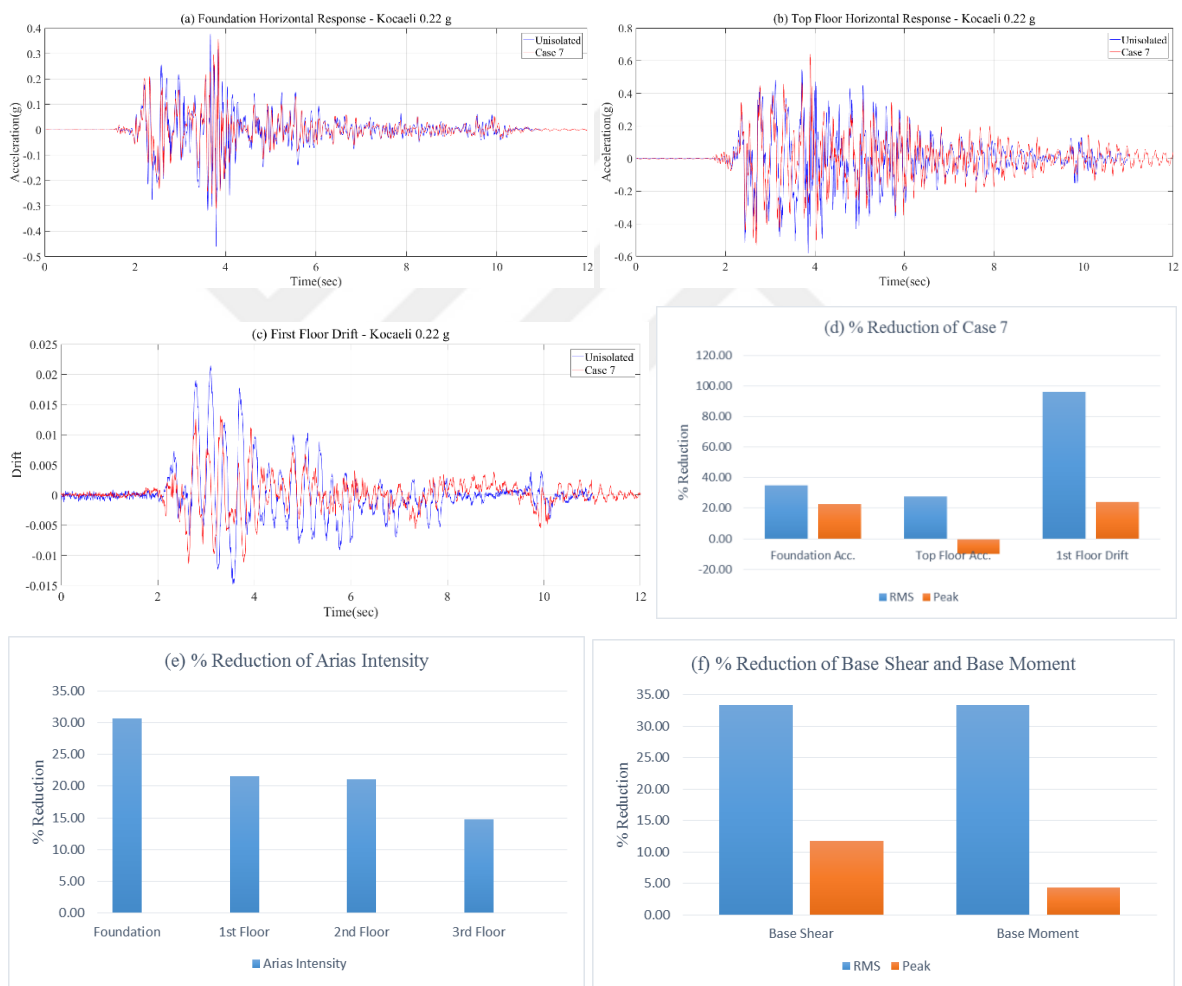 (a) Foundation Horizontal Response - Kocaeli 0.22 g
Unisolated
Case 7
Acceleration(g)
0.4
0.3
0.2
0.1
0
-0.1
-0.2
-0.3
-0.4
-0.5
0 2 4 6 8 10 12
Time(sec)
(b) Top Floor Horizontal Response - Kocaeli 0.22 g
Unisolated
Case 7
Acceleration(g)
0.8
0.6
0.4
0.2
0
-0.2
-0.4
-0.6
0 2 4 6 8 10 12
Time(sec)
(c) First Floor Drift - Kocaeli 0.22 g
Unisolated
Case 7
Drift
0.025
0.02
0.015
0.01
0.005
0
-0.005
-0.01
-0.015
0 2 4 6 8 10 12
Time(sec)
(d) % Reduction of Case 7
% Reduction
120.00
100.00
80.00
60.00
40.00
20.00
0.00
-20.00
Foundation Acc. Top Floor Acc. 1st Floor Drift
RMS Peak
(e) % Reduction of Arias Intensity
% Reduction
35.00
30.00
25.00
20.00
15.00
10.00
5.00
0.00
Foundation 1st Floor 2nd Floor 3rd Floor
Arias Intensity
(f) % Reduction of Base Shear and Base Moment
% Reduction
35.00
30.00
25.00
20.00
15.00
10.00
5.00
0.00
Base Shear Base Moment
RMS Peak